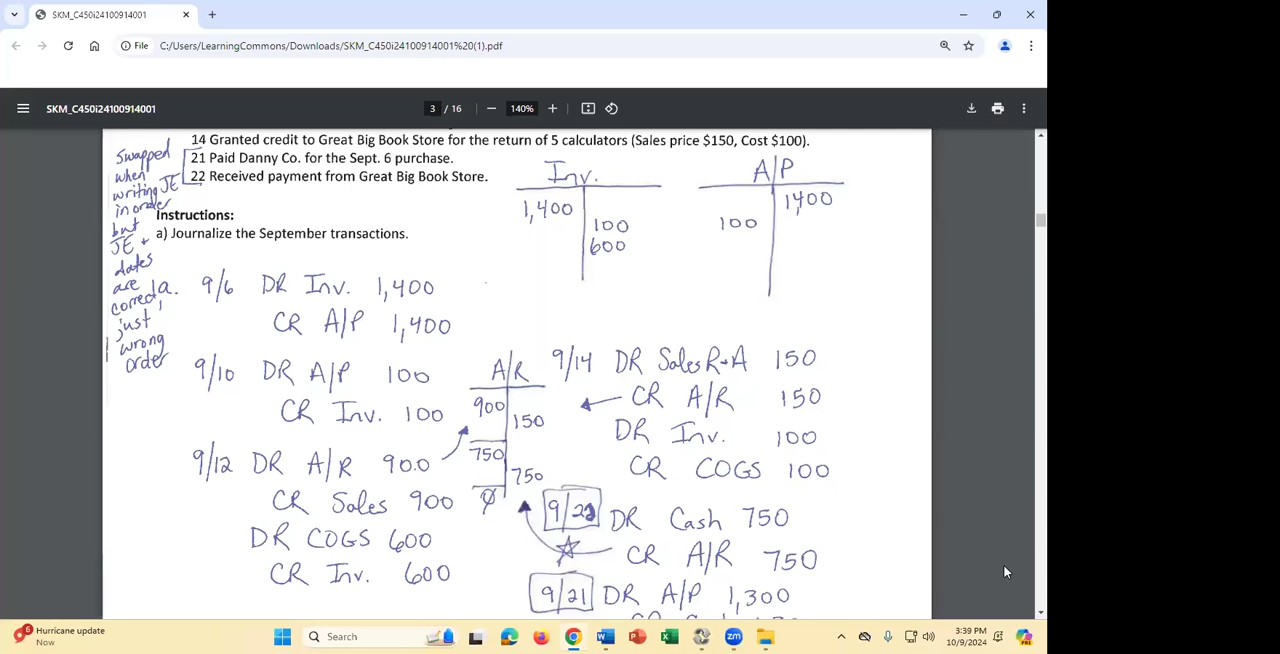 SKM_C450i24100914001
File
C:/Users/LearningCommons/Downloads/SKM_C450i24100914001%20(1).pdf
SKM_C450i24100914001
3 / 16
140%
14 Granted credit to Great Big Book Store for the return of 5 calculators (Sales price $150, Cost $100).
21 Paid Danny Co. for the Sept. 6 purchase.
22 Received payment from Great Big Book Store.
Swapped
when
writing JE
in order
but
JE +
dates
are
correct,
just
wrong
order
Instructions:
a) Journalize the September transactions.
Inv.
1,400
100
600
A/P
1,400
100
1a. 9/6 DR Inv. 1,400
CR A/P 1,400
9/10 DR A/P 100
CR Inv. 100
9/12 DR A/R 900
CR Sales 900
DR COGS 600
CR Inv. 600
A/R
900
150
750
750
0
9/14 DR Sales R+A 150
CR A/R 150
DR Inv. 100
CR COGS 100
9/22 DR Cash 750
CR A/R 750
9/21 DR A/P 1,300
6
Hurricane update
Now
Search
zm
3:39 PM
10/9/2024